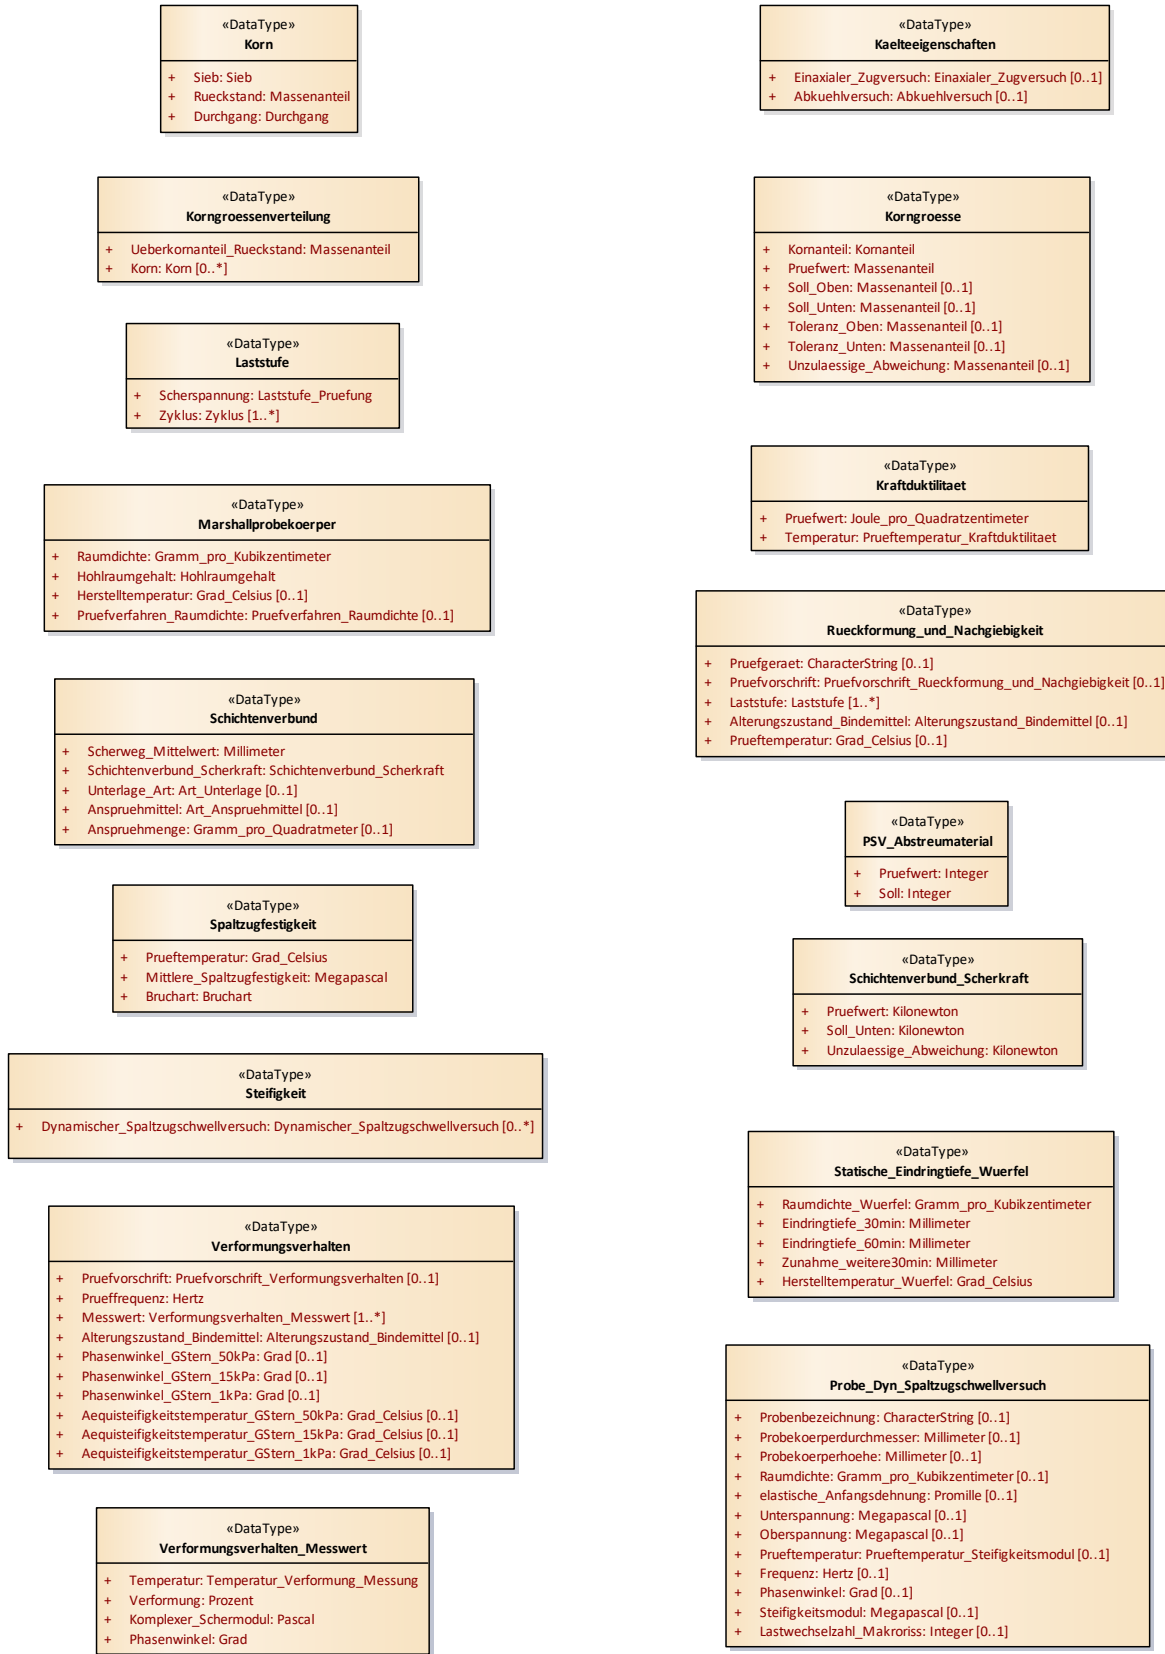 «DataType»
Korn
+ Sieb: Sieb
+ Rueckstand: Massenanteil
+ Durchgang: Durchgang
«DataType»
Korngroessenverteilung
+ Ueberkornanteil_Rueckstand: Massenanteil
+ Korn: Korn [0..*]
«DataType»
Laststufe
+ Scherspannung: Laststufe_Pruefung
+ Zyklus: Zyklus [1..*]
«DataType»
Marshallprobekoerper
+ Raumdichte: Gramm_pro_Kubikzentimeter
+ Hohlraumgehalt: Hohlraumgehalt
+ Herstelltemperatur: Grad_Celsius [0..1]
+ Pruefverfahren_Raumdichte: Pruefverfahren_Raumdichte [0..1]
«DataType»
Schichtenverbund
+ Scherweg_Mittelwert: Millimeter
+ Schichtenverbund_Scherkraft: Schichtenverbund_Scherkraft
+ Unterlage_Art: Art_Unterlage [0..1]
+ Anspruehmittel: Art_Anspruehmittel [0..1]
+ Anspruehmenge: Gramm_pro_Quadratmeter [0..1]
«DataType»
Spaltzugfestigkeit
+ Prueftemperatur: Grad_Celsius
+ Mittlere_Spaltzugfestigkeit: Megapascal
+ Bruchart: Bruchart
«DataType»
Steifigkeit
+ Dynamischer_Spaltzugschwellversuch: Dynamischer_Spaltzugschwellversuch [0..*]
«DataType»
Verformungsverhalten
+ Pruefvorschrift: Pruefvorschrift_Verformungsverhalten [0..1]
+ Prueffrequenz: Hertz
+ Messwert: Verformungsverhalten_Messwert [1..*]
+ Alterungszustand_Bindemittel: Alterungszustand_Bindemittel [0..1]
+ Phasenwinkel_GStern_50kPa: Grad [0..1]
+ Phasenwinkel_GStern_15kPa: Grad [0..1]
+ Phasenwinkel_GStern_1kPa: Grad [0..1]
+ Aequisteifigkeitstemperatur_GStern_50kPa: Grad_Celsius [0..1]
+ Aequisteifigkeitstemperatur_GStern_15kPa: Grad_Celsius [0..1]
+ Aequisteifigkeitstemperatur_GStern_1kPa: Grad_Celsius [0..1]
«DataType»
Verformungsverhalten_Messwert
+ Temperatur: Temperatur_Verformung_Messung
+ Verformung: Prozent
+ Komplexer_Schermodul: Pascal
+ Phasenwinkel: Grad
«DataType»
Kaelteeigenschaften
+ Einaxialer_Zugversuch: Einaxialer_Zugversuch [0..1]
+ Abkuehlversuch: Abkuehlversuch [0..1]
«DataType»
Korngroesse
+ Kornanteil: Kornanteil
+ Pruefwert: Massenanteil
+ Soll_Oben: Massenanteil [0..1]
+ Soll_Unten: Massenanteil [0..1]
+ Toleranz_Oben: Massenanteil [0..1]
+ Toleranz_Unten: Massenanteil [0..1]
+ Unzulaessige_Abweichung: Massenanteil [0..1]
«DataType»
Kraftduktilitaet
+ Pruefwert: Joule_pro_Quadratzentimeter
+ Temperatur: Prueftemperatur_Kraftduktilitaet
«DataType»
Rueckformung_und_Nachgiebigkeit
+ Pruefgeraet: CharacterString [0..1]
+ Pruefvorschrift: Pruefvorschrift_Rueckformung_und_Nachgiebigkeit [0..1]
+ Laststufe: Laststufe [1..*]
+ Alterungszustand_Bindemittel: Alterungszustand_Bindemittel [0..1]
+ Prueftemperatur: Grad_Celsius [0..1]
«DataType»
PSV_Abstreumaterial
+ Pruefwert: Integer
+ Soll: Integer
«DataType»
Schichtenverbund_Scherkraft
+ Pruefwert: Kilonewton
+ Soll_Unten: Kilonewton
+ Unzulaessige_Abweichung: Kilonewton
«DataType»
Statische_Eindringtiefe_Wuerfel
+ Raumdichte_Wuerfel: Gramm_pro_Kubikzentimeter
+ Eindringtiefe_30min: Millimeter
+ Eindringtiefe_60min: Millimeter
+ Zunahme_weitere30min: Millimeter
+ Herstelltemperatur_Wuerfel: Grad_Celsius
«DataType»
Probe_Dyn_Spaltzugschwellversuch
+ Probenbezeichnung: CharacterString [0..1]
+ Probekoerperdurchmesser: Millimeter [0..1]
+ Probekoerperhoehe: Millimeter [0..1]
+ Raumdichte: Gramm_pro_Kubikzentimeter [0..1]
+ elastische_Anfangsdehnung: Promille [0..1]
+ Unterspannung: Megapascal [0..1]
+ Oberspannung: Megapascal [0..1]
+ Prueftemperatur: Prueftemperatur_Steifigkeitsmodul [0..1]
+ Frequenz: Hertz [0..1]
+ Phasenwinkel: Grad [0..1]
+ Steifigkeitsmodul: Megapascal [0..1]
+ Lastwechselzahl_Makroriss: Integer [0..1]